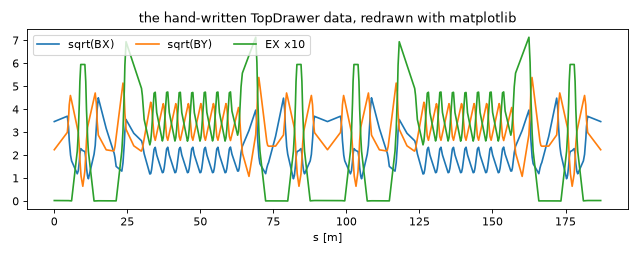 the hand-written TopDrawer data, redrawn with matplotlib
sqrt(BX) sqrt(BY) EX x10
7
6
5
4
3
2
1
0
0 25 50 75 100 125 150 175
s [m]